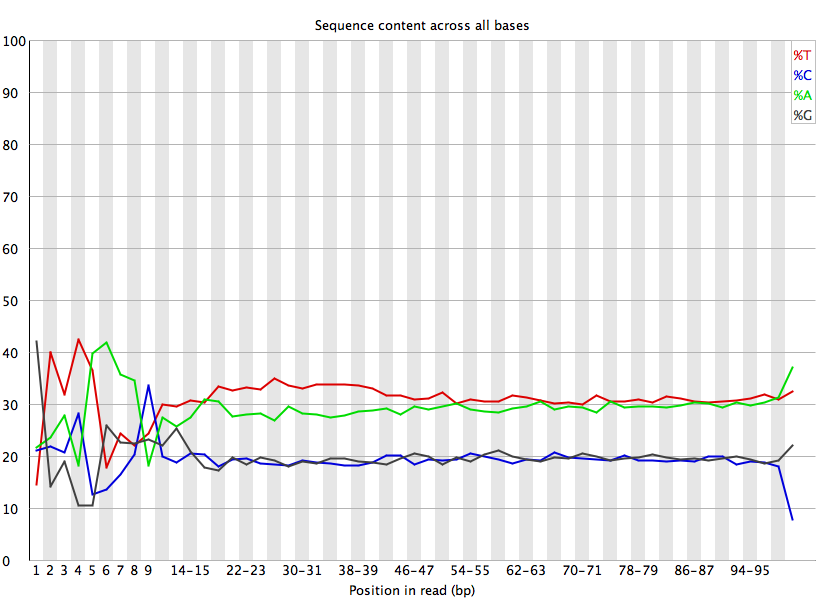 Sequence content across all bases
100
90
80
70
60
50
40
30
20
10
0
%T
%C
%A
%G
1 2 3 4 5 6 7 8 9 14-15 22-23 30-31 38-39 46-47 54-55 62-63 70-71 78-79 86-87 94-95
Position in read (bp)